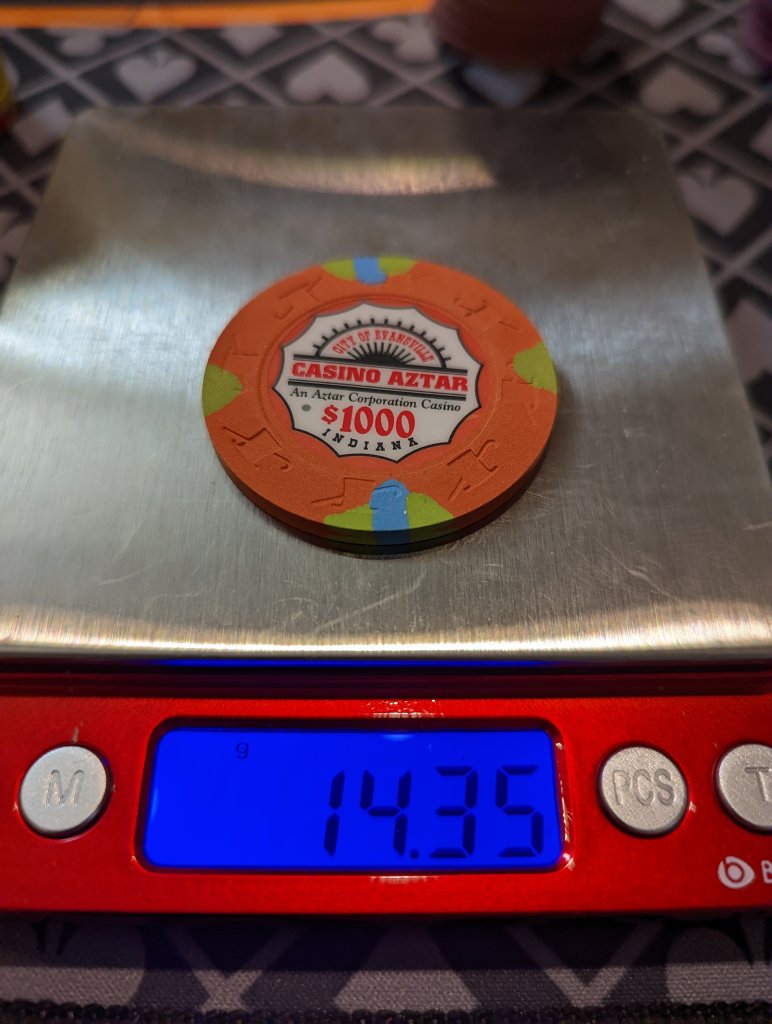 CITY OF EVANSVILLE
CASINO AZTAR
An Aztar Corporation Casino
$1000
INDIANA
g
14.35
M
PCS
T
B